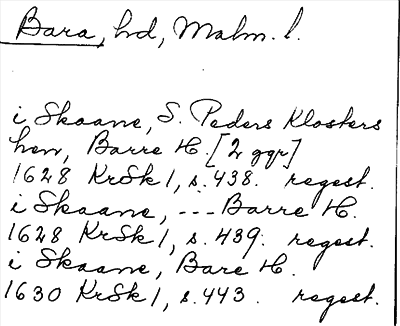 Bara, hd, Malm. l.
i Skaane, S. Peders Klosters
hen, Barre H. [2 ggr]
1628 KrSk 1, s. 438. regest.
i Skaane, --- Barre H.
1628 KrSk 1, s. 439. regest.
i Skaane, Bare H.
1630 KrSk 1, s. 443. regest.